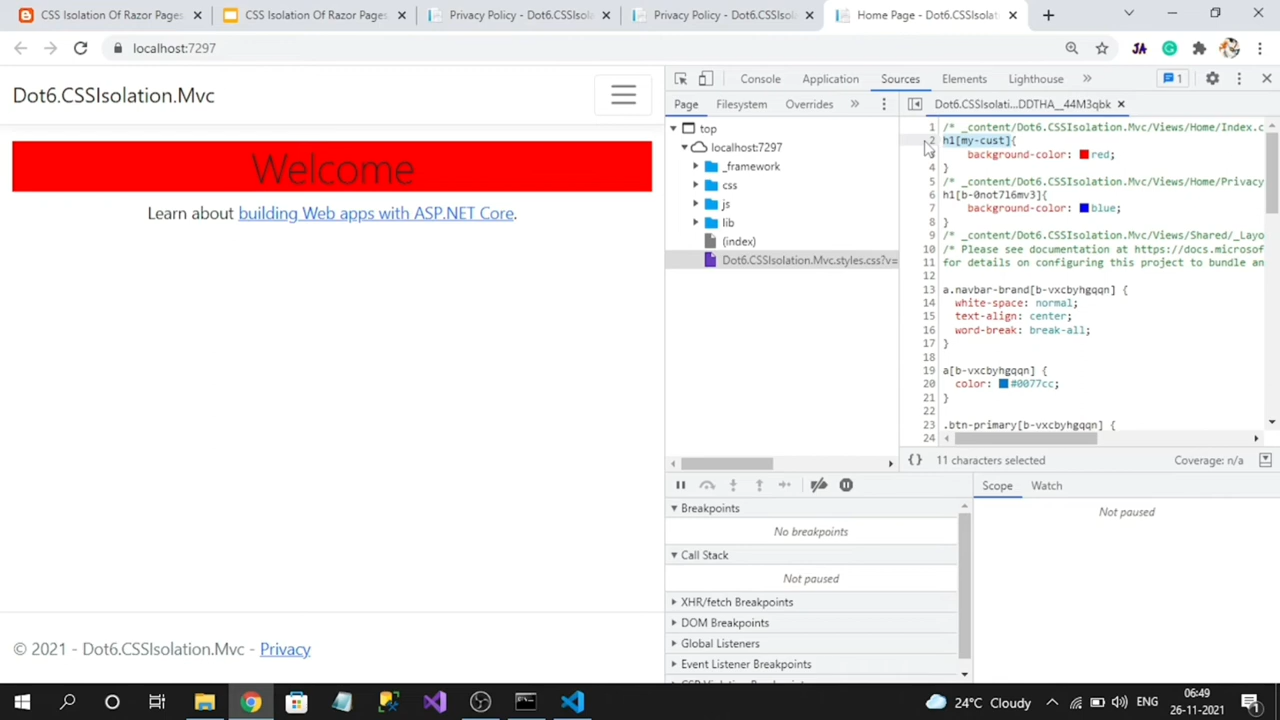 CSS Isolation Of Razor Pages
CSS Isolation Of Razor Pages
Privacy Policy - Dot6.CSSIsolat
Privacy Policy - Dot6.CSSIsolat
Home Page - Dot6.CSSIsolat
localhost:7297
JA
Dot6.CSSIsolation.Mvc
Welcome
Learn about building Web apps with ASP.NET Core.
© 2021 - Dot6.CSSIsolation.Mvc - Privacy
Console Application Sources Elements Lighthouse » 1
Page Filesystem Overrides »
top
localhost:7297
_framework
css
js
lib
(index)
Dot6.CSSIsolation.Mvc.styles.css?v=
Dot6.CSSIsolati...DDTHA__44M3qbk
1 /* _content/Dot6.CSSIsolation.Mvc/Views/Home/Index.c
2 h1[my-cust]{
3 background-color: red;
4 }
5 /* _content/Dot6.CSSIsolation.Mvc/Views/Home/Privacy
6 h1[b-0not7l6mv3]{
7 background-color: blue;
8 }
9 /* _content/Dot6.CSSIsolation.Mvc/Views/Shared/_Layo
10 /* Please see documentation at https://docs.microsof
11 for details on configuring this project to bundle an
12
13 a.navbar-brand[b-vxcbyhgqqn] {
14 white-space: normal;
15 text-align: center;
16 word-break: break-all;
17 }
18
19 a[b-vxcbyhgqqn] {
20 color: #0077cc;
21 }
22
23 .btn-primary[b-vxcbyhgqqn] {
24
{ } 11 characters selected Coverage: n/a
Breakpoints
No breakpoints
Call Stack
Not paused
XHR/fetch Breakpoints
DOM Breakpoints
Global Listeners
Event Listener Breakpoints
Scope Watch
Not paused
24°C Cloudy ENG 06:49
26-11-2021 1